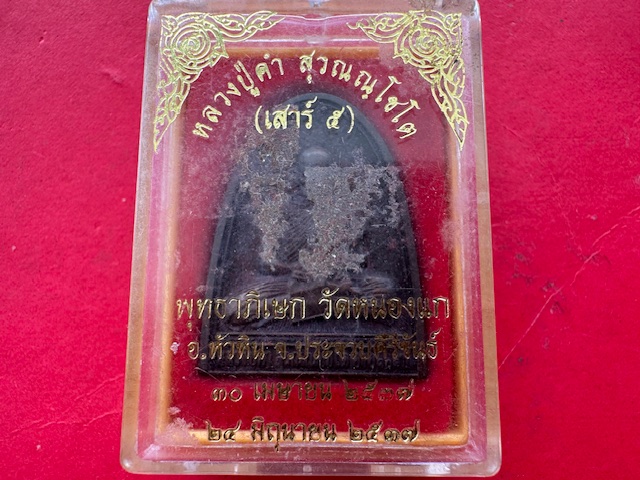 หลวงปู่คำ สุวณฺณโชโต
(เสาร์ ๕)
พุทธาภิเษก วัดหนองแก
อ.หัวหิน จ.ประจวบคีรีขันธ์
๓๐ เมษายน ๒๕๓๗
๒๔ มิถุนายน ๒๕๓๗